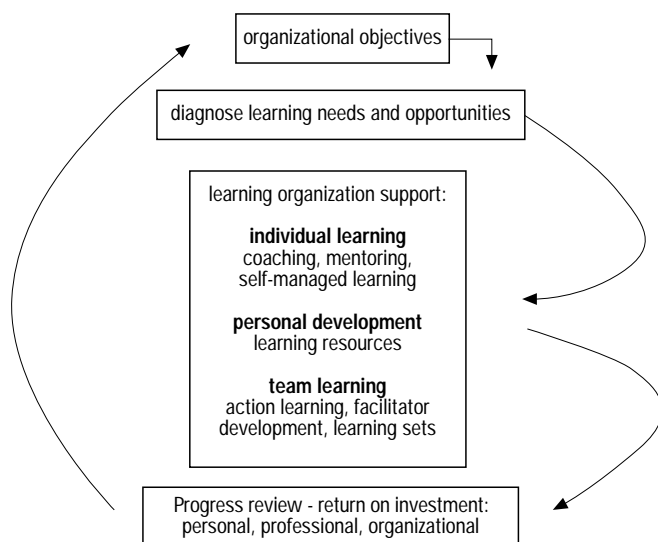 organizational objectives
diagnose learning needs and opportunities
learning organization support:
individual learning
coaching, mentoring,
self-managed learning
personal development
learning resources
team learning
action learning, facilitator
development, learning sets
Progress review - return on investment:
personal, professional, organizational